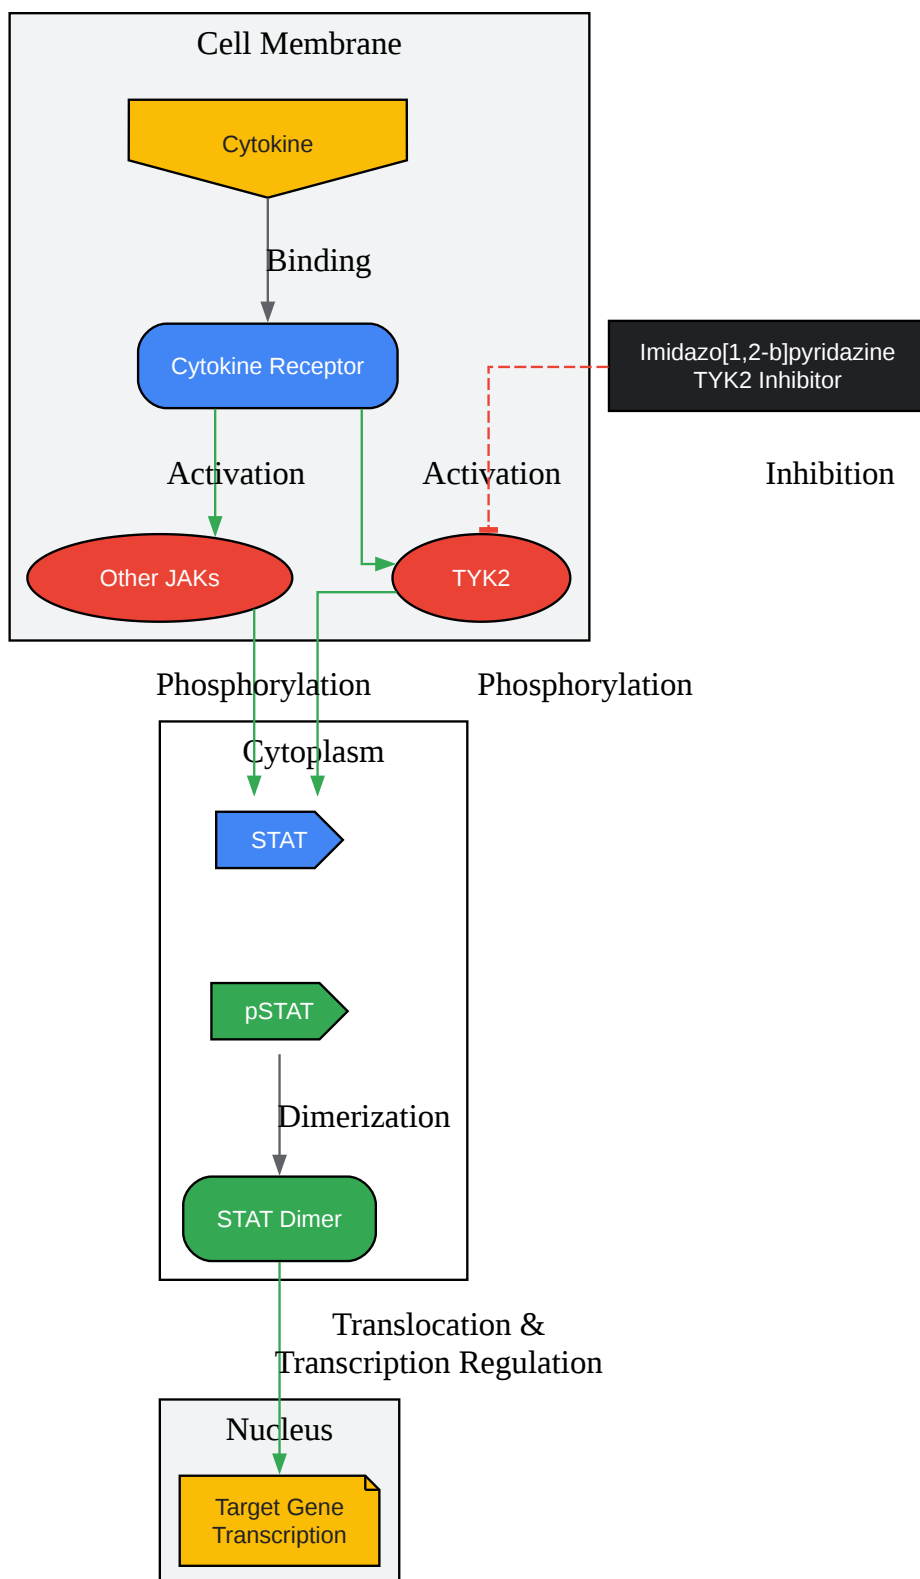 Cell Membrane
Cytokine
Binding
Cytokine Receptor
Imidazo[1,2-b]pyridazine
TYK2 Inhibitor
Activation
Activation
Inhibition
Other JAKs
TYK2
Phosphorylation
Phosphorylation
Cytoplasm
STAT
pSTAT
Dimerization
STAT Dimer
Translocation &
Transcription Regulation
Nucleus
Target Gene
Transcription